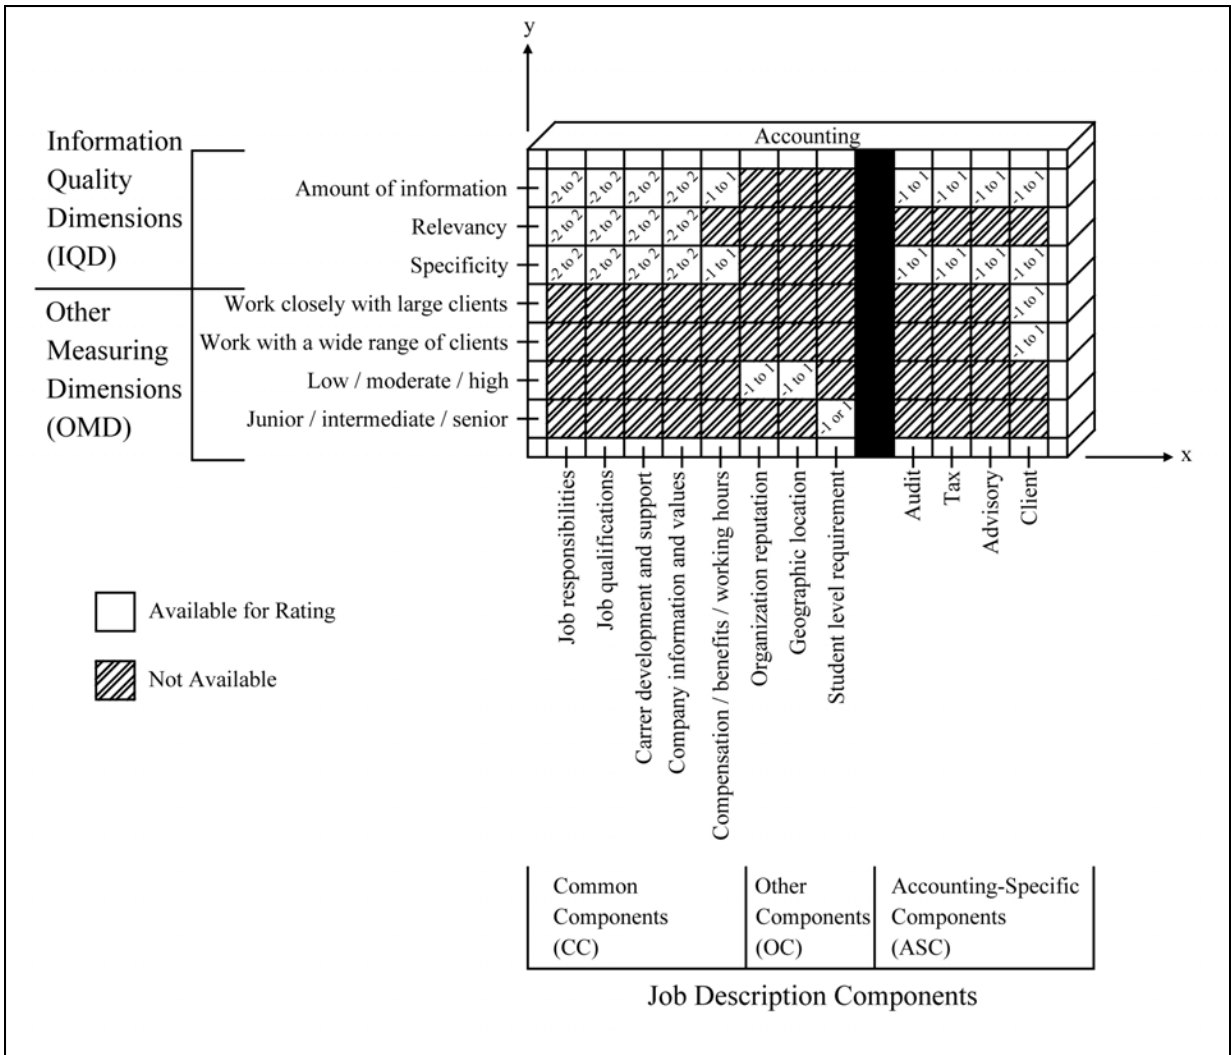 y
Accounting
Information
Quality
Dimensions
(IQD)
Other
Measuring
Dimensions
(OMD)
Amount of information -2 to 2 -2 to 2 -2 to 2 -2 to 2 -1 to 1 -1 to 1 -1 to 1 -1 to 1 -1 to 1
Relevancy -2 to 2 -2 to 2 -2 to 2 -2 to 2
Specificity -2 to 2 -2 to 2 -2 to 2 -2 to 2 -1 to 1 -1 to 1 -1 to 1 -1 to 1 -1 to 1
Work closely with large clients -1 to 1
Work with a wide range of clients -1 to 1
Low / moderate / high -1 to 1 -1 to 1
Junior / intermediate / senior -1 or 1
x
Job responsibilities
Job qualifications
Carrer development and support
Company information and values
Compensation / benefits / working hours
Organization reputation
Geographic location
Student level requirement
Audit
Tax
Advisory
Client
Available for Rating
Not Available
Common
Components
(CC)
Other
Components
(OC)
Accounting-Specific
Components
(ASC)
Job Description Components